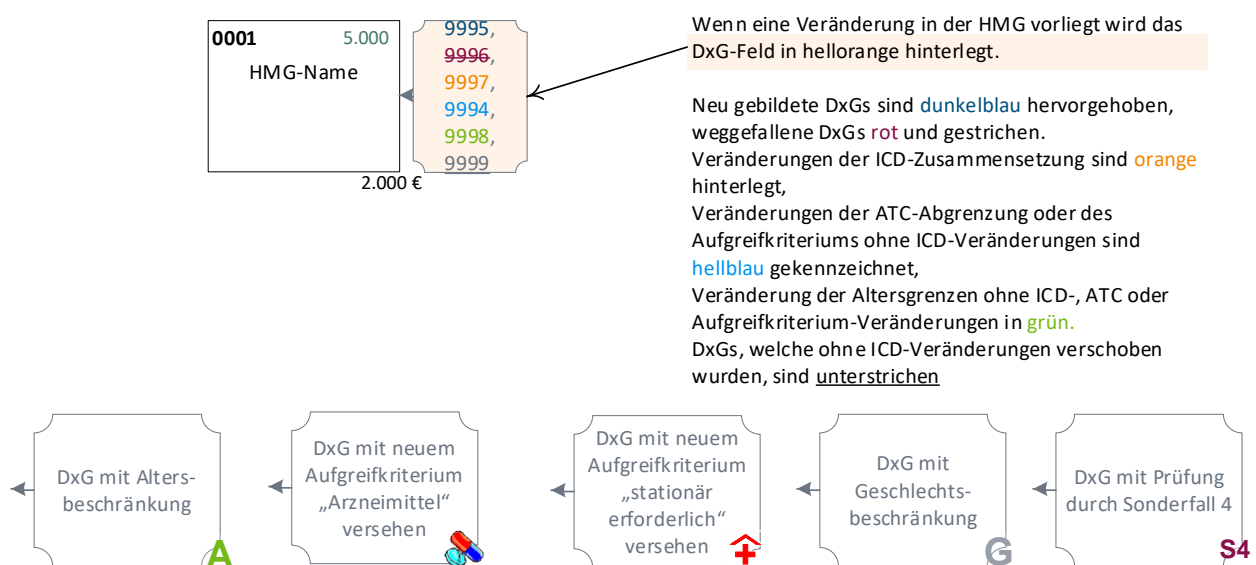 0001 5.000
HMG-Name
2.000 €
9995,
9996,
9997,
9994,
9998,
9999
Wenn eine Veränderung in der HMG vorliegt wird das
DxG-Feld in hellorange hinterlegt.
Neu gebildete DxGs sind dunkelblau hervorgehoben,
weggefallene DxGs rot und gestrichen.
Veränderungen der ICD-Zusammensetzung sind orange
hinterlegt,
Veränderungen der ATC-Abgrenzung oder des
Aufgreifkriteriums ohne ICD-Veränderungen sind
hellblau gekennzeichnet,
Veränderung der Altersgrenzen ohne ICD-, ATC oder
Aufgreifkriterium-Veränderungen in grün.
DxGs, welche ohne ICD-Veränderungen verschoben
wurden, sind unterstrichen
DxG mit Alters-
beschränkung
A
DxG mit neuem
Aufgreifkriterium
„Arzneimittel“
versehen
DxG mit neuem
Aufgreifkriterium
„stationär
erforderlich“
versehen
DxG mit
Geschlechts-
beschränkung
G
DxG mit Prüfung
durch Sonderfall 4
S4